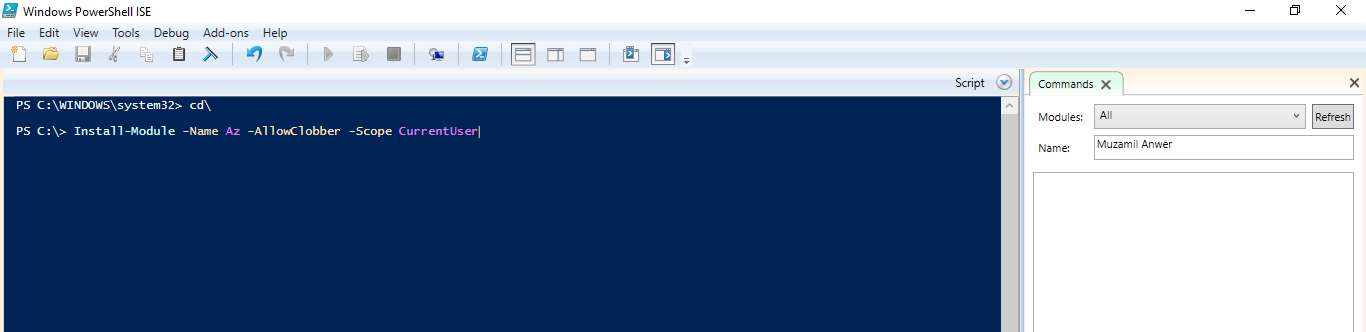 Windows PowerShell ISE
File Edit View Tools Debug Add-ons Help
Script
Commands
PS C:\WINDOWS\system32> cd\
PS C:\> Install-Module -Name Az -AllowClobber -Scope CurrentUser
Modules: All Refresh
Name: Muzamil Anwer